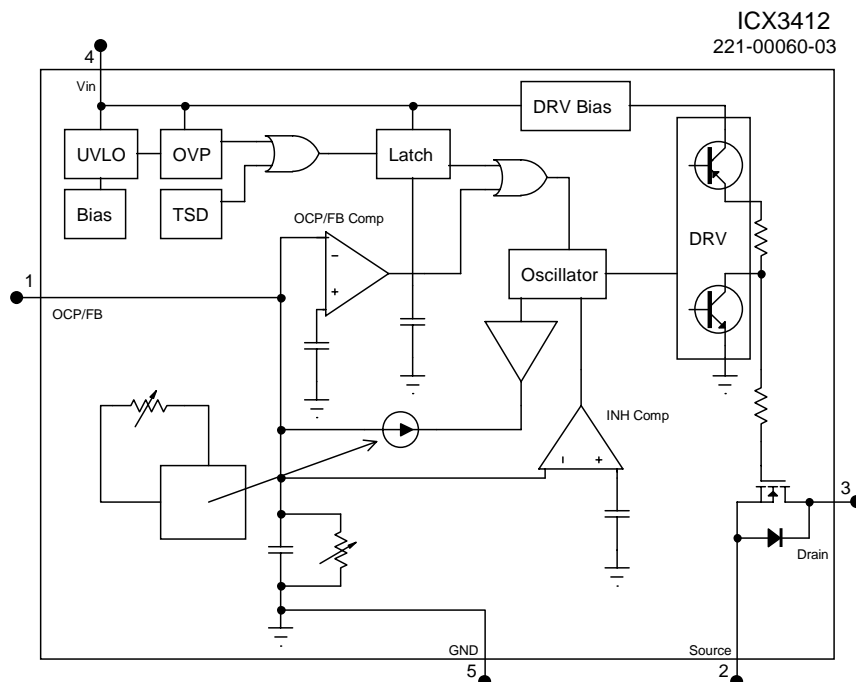 ICX3412
221-00060-03
4
Vin
DRV Bias
UVLO
OVP
Latch
Bias
TSD
OCP/FB Comp
DRV
1
−
Oscillator
+
OCP/FB
INH Comp
− +
3
Drain
GND
Source
5
2